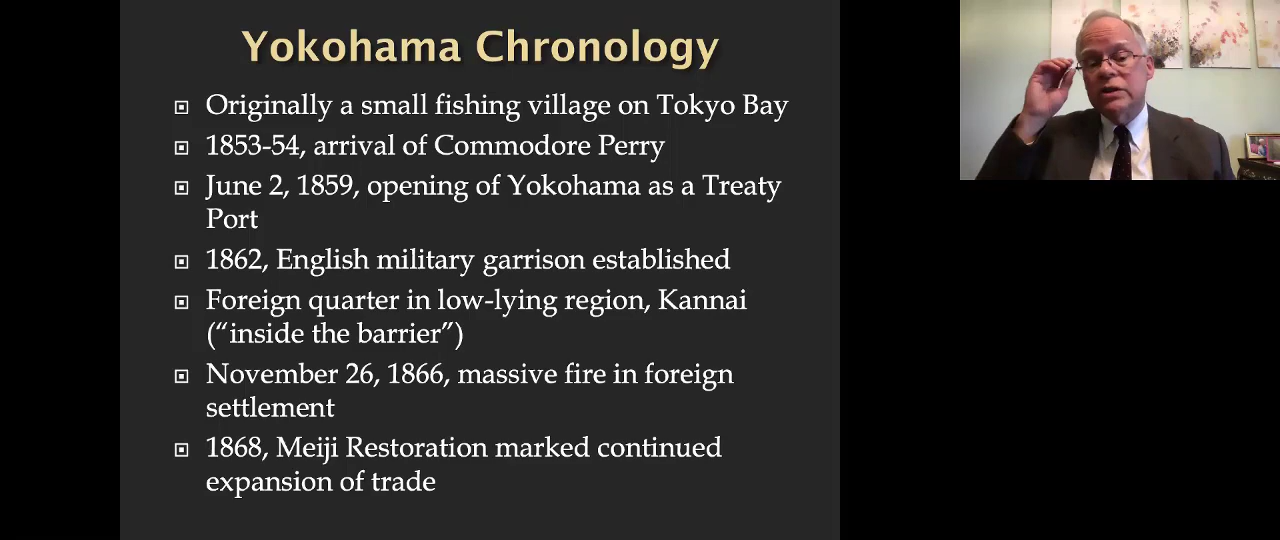 Yokohama Chronology
Originally a small fishing village on Tokyo Bay
1853-54, arrival of Commodore Perry
June 2, 1859, opening of Yokohama as a Treaty
Port
1862, English military garrison established
Foreign quarter in low-lying region, Kannai
(“inside the barrier”)
November 26, 1866, massive fire in foreign
settlement
1868, Meiji Restoration marked continued
expansion of trade